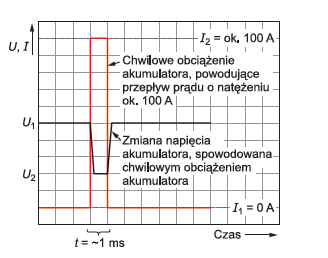 U, I
I₂ = ok. 100 A
Chwilowe obciążenie
akumulatora, powodujące
przepływ prądu o natężeniu
ok. 100 A
U₁
Zmiana napięcia
akumulatora, spowodowana
chwilowym obciążeniem
akumulatora
U₂
I₁ = 0 A
Czas
t = ~1 ms